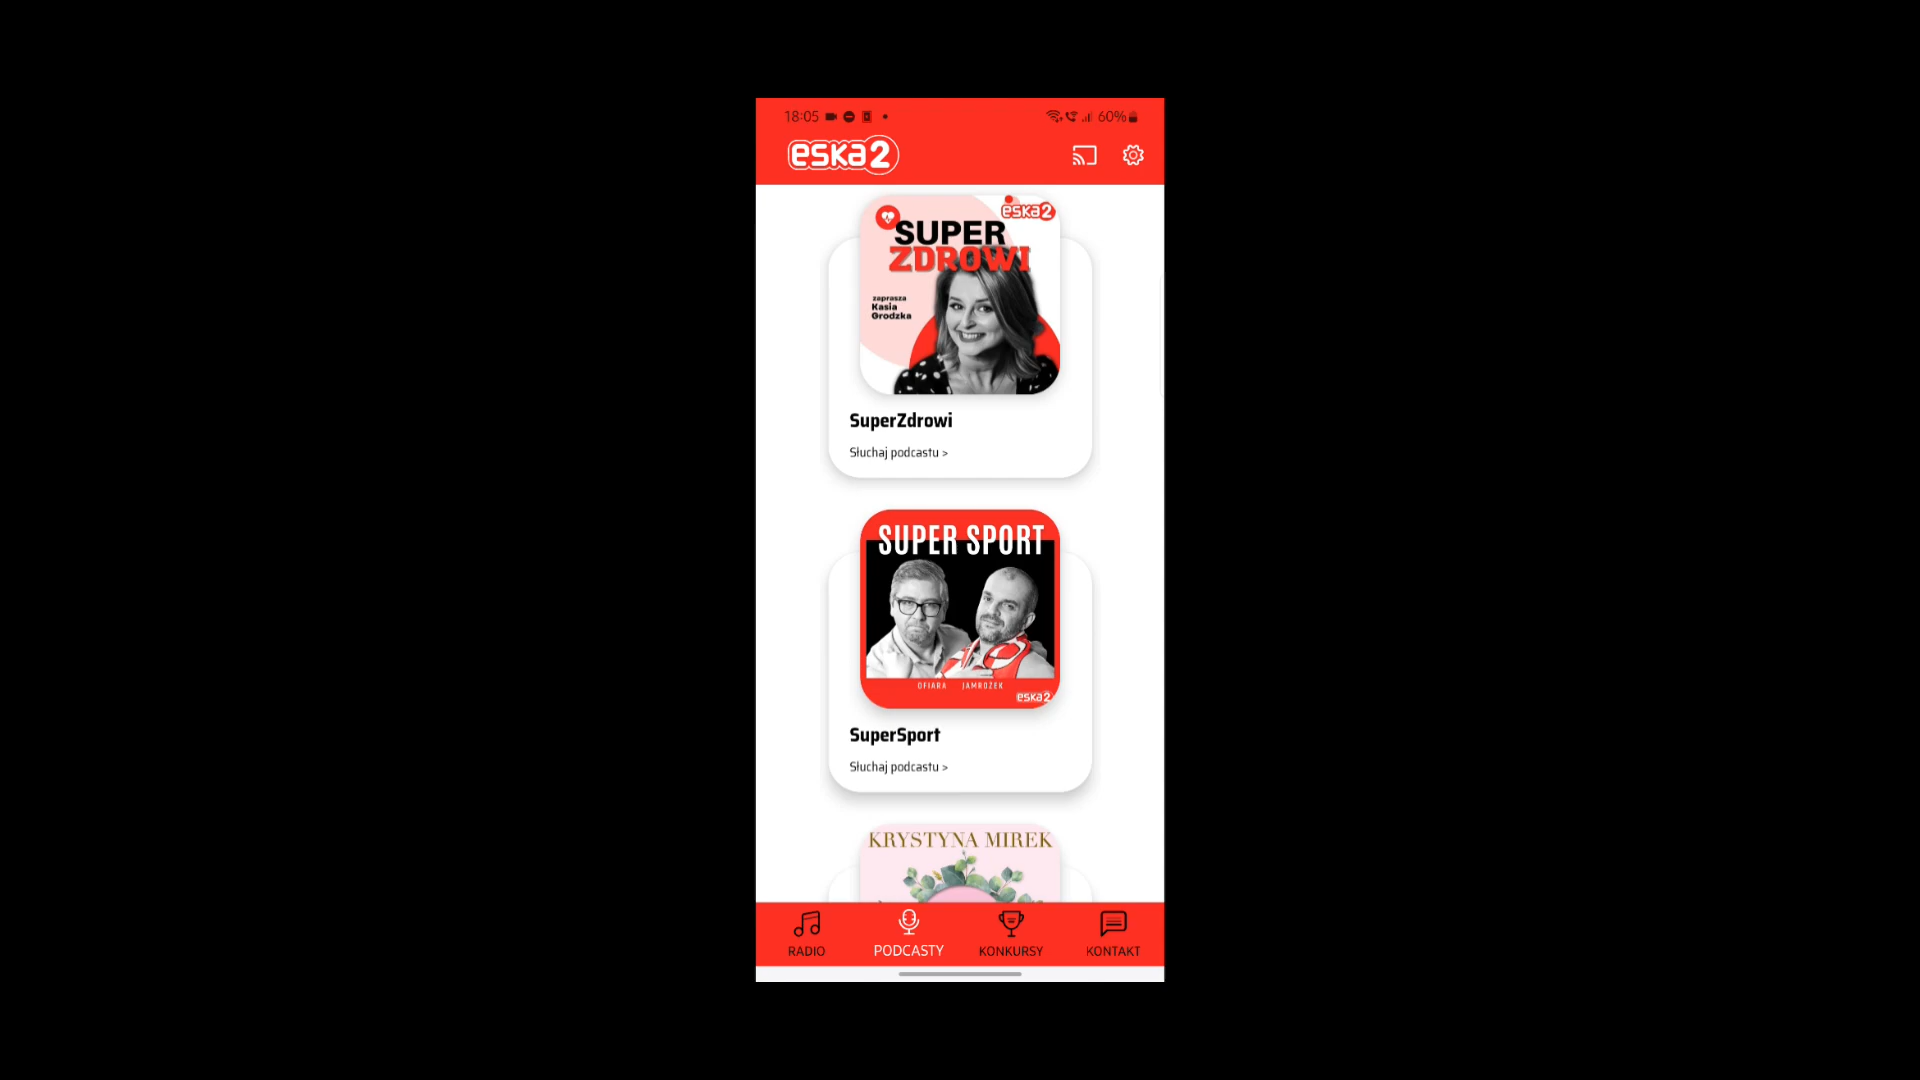 18:05
60%
eska2
eska2
SUPER
ZDROWI
zaprasza
Kasia
Grodzka
SuperZdrowi
Słuchaj podcastu >
SUPER SPORT
OFIARA JAMROZEK
eska2
SuperSport
Słuchaj podcastu >
KRYSTYNA MIREK
RADIO
PODCASTY
KONKURSY
KONTAKT